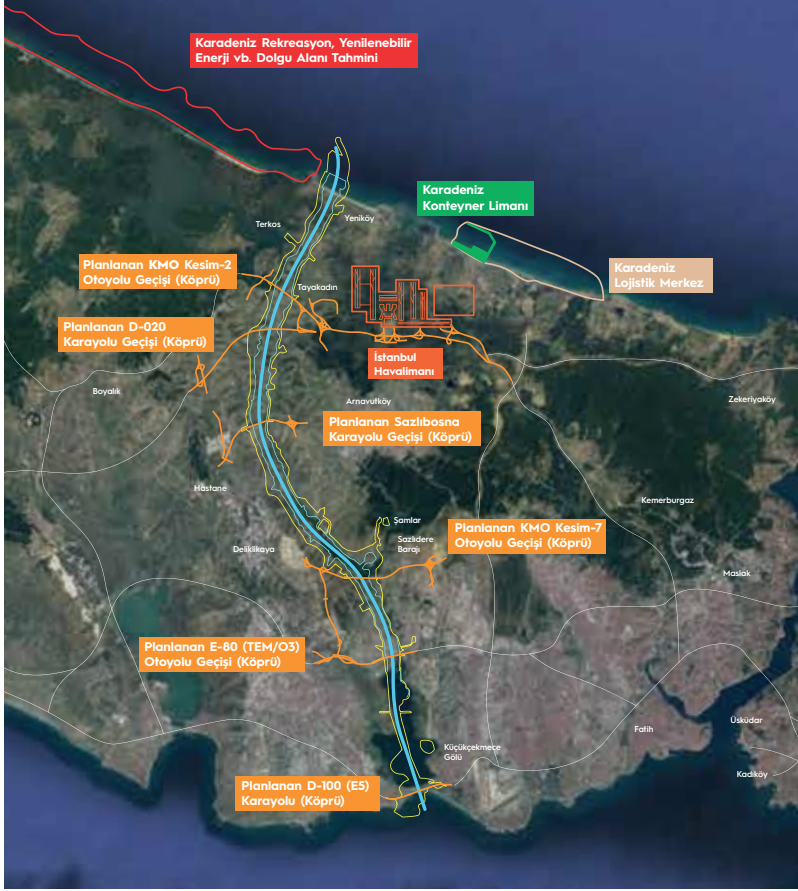 Karadeniz Rekreasyon, Yenilenebilir
Enerji vb. Dolgu Alanı Tahmini
Karadeniz
Konteyner Limanı
Terkos
Yeniköy
Planlanan KMO Kesim-2
Otoyolu Geçişi (Köprü)
Karadeniz
Lojistik Merkez
Tayakadın
Planlanan D-020
Karayolu Geçişi (Köprü)
İstanbul
Havalimanı
Boyalık
Arnavutköy
Zekeriyaköy
Planlanan Sazlıbosna
Karayolu Geçişi (Köprü)
Hastane
Kemerburgaz
Şamlar
Planlanan KMO Kesim-7
Otoyolu Geçişi (Köprü)
Sazlıdere
Barajı
Deliklikaya
Maslak
Planlanan E-80 (TEM/O3)
Otoyolu Geçişi (Köprü)
Fatih
Üsküdar
Küçükçekmece
Gölü
Kadıköy
Planlanan D-100 (E5)
Karayolu (Köprü)